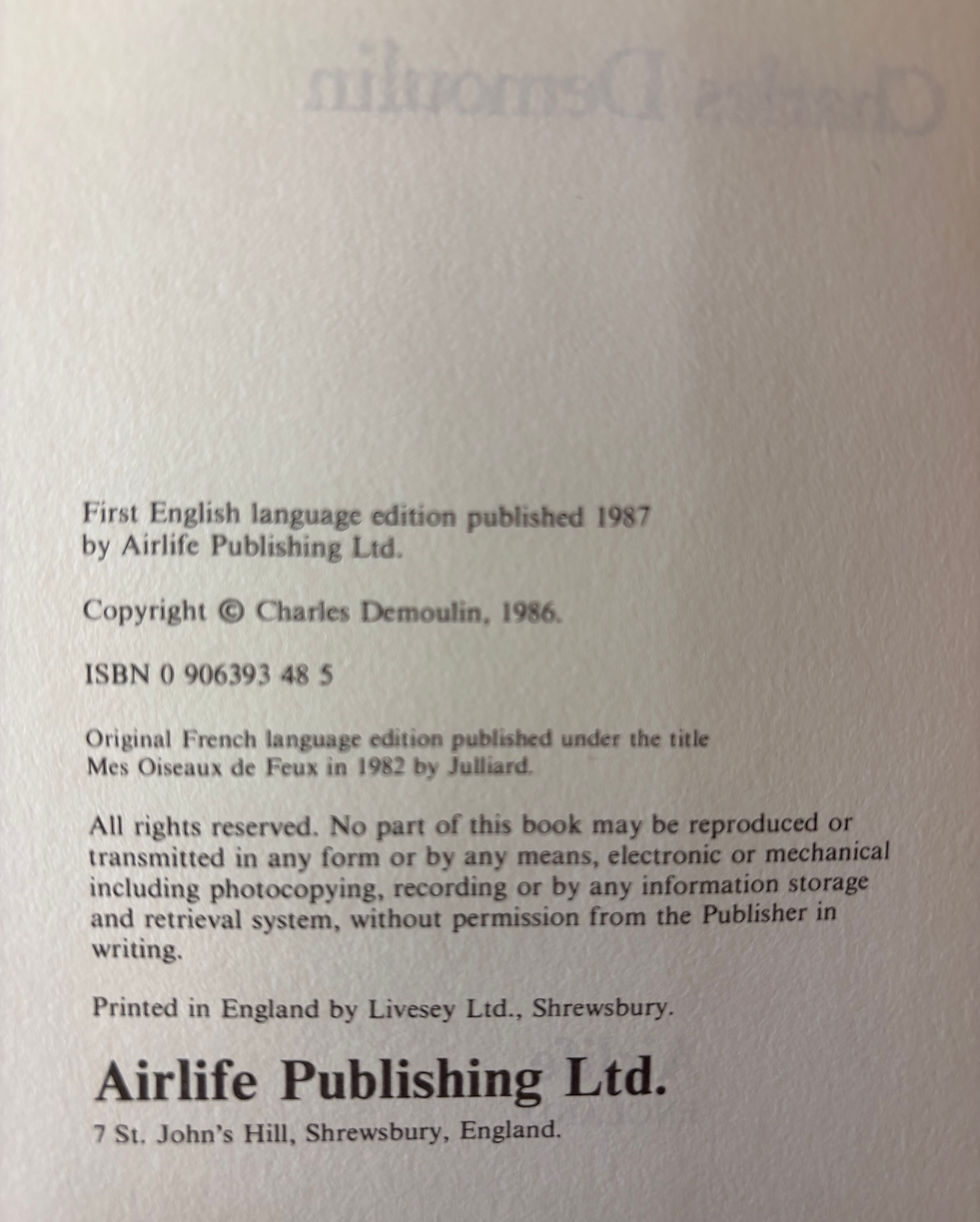 Charles Demoulin
First English language edition published 1987
by Airlife Publishing Ltd.
Copyright © Charles Demoulin, 1986.
ISBN 0 906393 48 5
Original French language edition published under the title
Mes Oiseaux de Feux in 1982 by Julliard.
All rights reserved. No part of this book may be reproduced or
transmitted in any form or by any means, electronic or mechanical
including photocopying, recording or by any information storage
and retrieval system, without permission from the Publisher in
writing.
Printed in England by Livesey Ltd., Shrewsbury.
Airlife Publishing Ltd.
7 St. John's Hill, Shrewsbury, England.